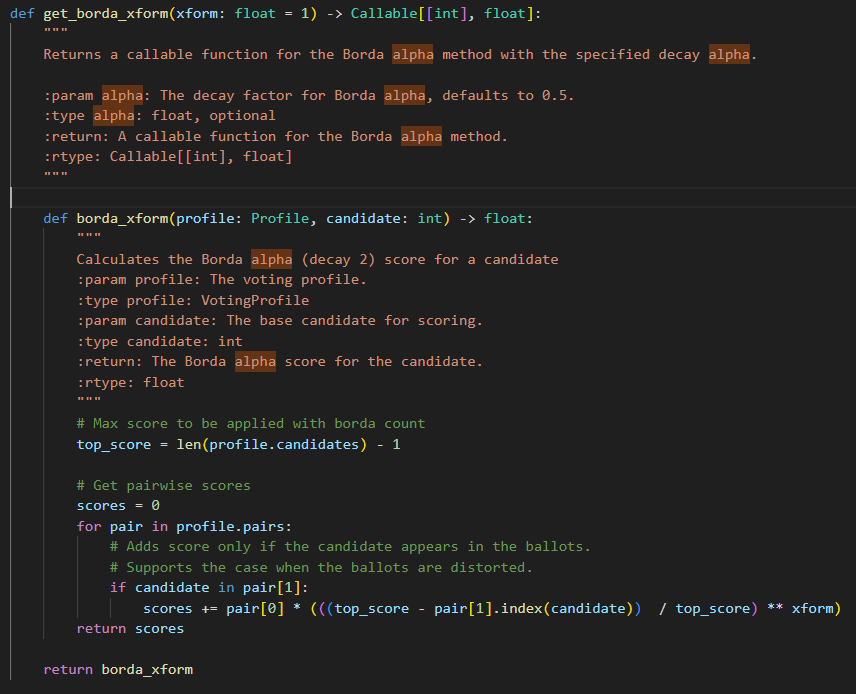 def get_borda_xform(xform: float = 1) -> Callable[[int], float]:
    """
    Returns a callable function for the Borda alpha method with the specified decay alpha.

    :param alpha: The decay factor for Borda alpha, defaults to 0.5.
    :type alpha: float, optional
    :return: A callable function for the Borda alpha method.
    :rtype: Callable[[int], float]
    """

    def borda_xform(profile: Profile, candidate: int) -> float:
        """
        Calculates the Borda alpha (decay 2) score for a candidate
        :param profile: The voting profile.
        :type profile: VotingProfile
        :param candidate: The base candidate for scoring.
        :type candidate: int
        :return: The Borda alpha score for the candidate.
        :rtype: float
        """
        # Max score to be applied with borda count
        top_score = len(profile.candidates) - 1

        # Get pairwise scores
        scores = 0
        for pair in profile.pairs:
            # Adds score only if the candidate appears in the ballots.
            # Supports the case when the ballots are distorted.
            if candidate in pair[1]:
                scores += pair[0] * (((top_score - pair[1].index(candidate))  / top_score) ** xform)
        return scores

    return borda_xform